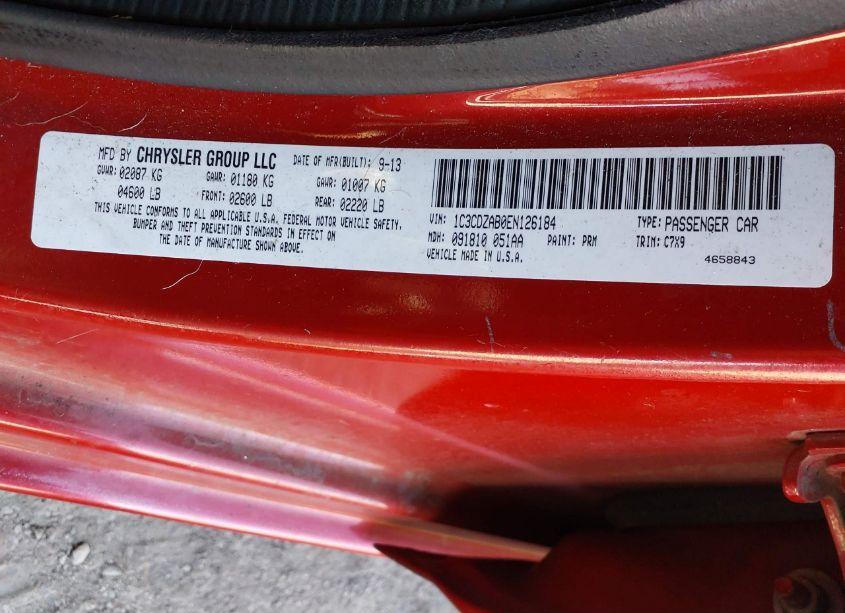 MFD BY CHRYSLER GROUP LLC DATE OF MFR(BUILT): 9-13
GVWR: 02087 KG GAWR: 01180 KG GAWR: 01007 KG
04600 LB FRONT: 02600 LB REAR: 02220 LB
THIS VEHICLE CONFORMS TO ALL APPLICABLE U.S.A. FEDERAL MOTOR VEHICLE SAFETY,
BUMPER AND THEFT PREVENTION STANDARDS IN EFFECT ON
THE DATE OF MANUFACTURE SHOWN ABOVE.
VIN: 1C3CDZAB0EN126184 TYPE: PASSENGER CAR
MDH: 091810 051AA PAINT: PRM TRIM: C7X9
VEHICLE MADE IN U.S.A. 4658843